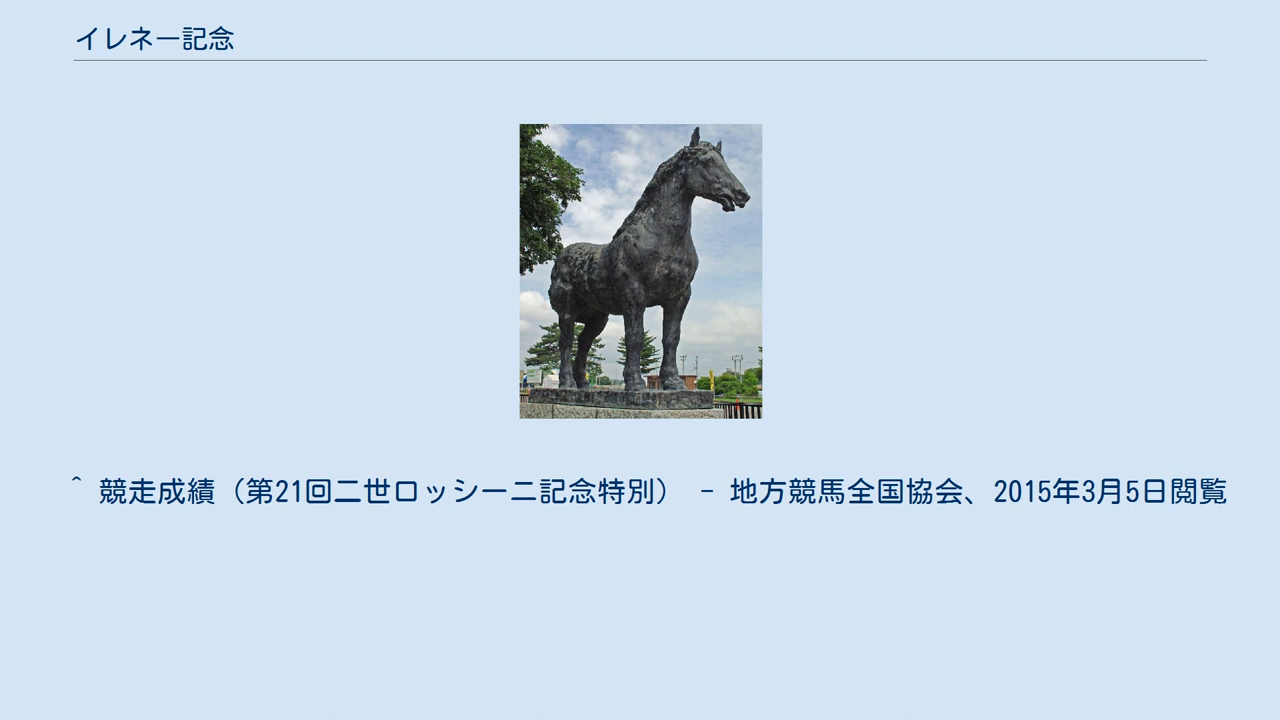 イレネー記念
^ 競走成績（第21回二世ロッシーニ記念特別） - 地方競馬全国協会、2015年3月5日閲覧